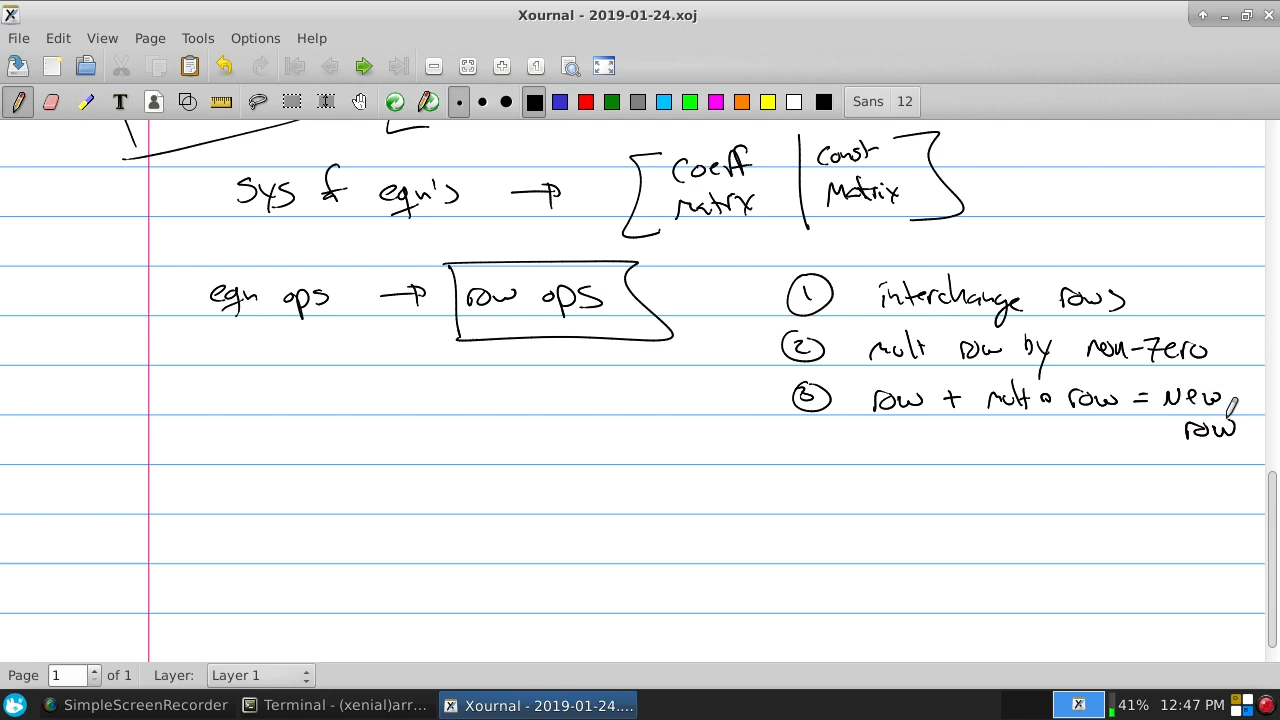 Xournal - 2019-01-24.xoj
File Edit View Page Tools Options Help
Sans 12
sys of eqn's → [ coeff matrix | const matrix ]
eqn ops → row ops
① interchange rows
② mult row by non-zero
③ row + mult o row = New
row
Page 1 of 1 Layer: Layer 1
SimpleScreenRecorder Terminal - (xenial)arr... Xournal - 2019-01-24.... 41% 12:47 PM